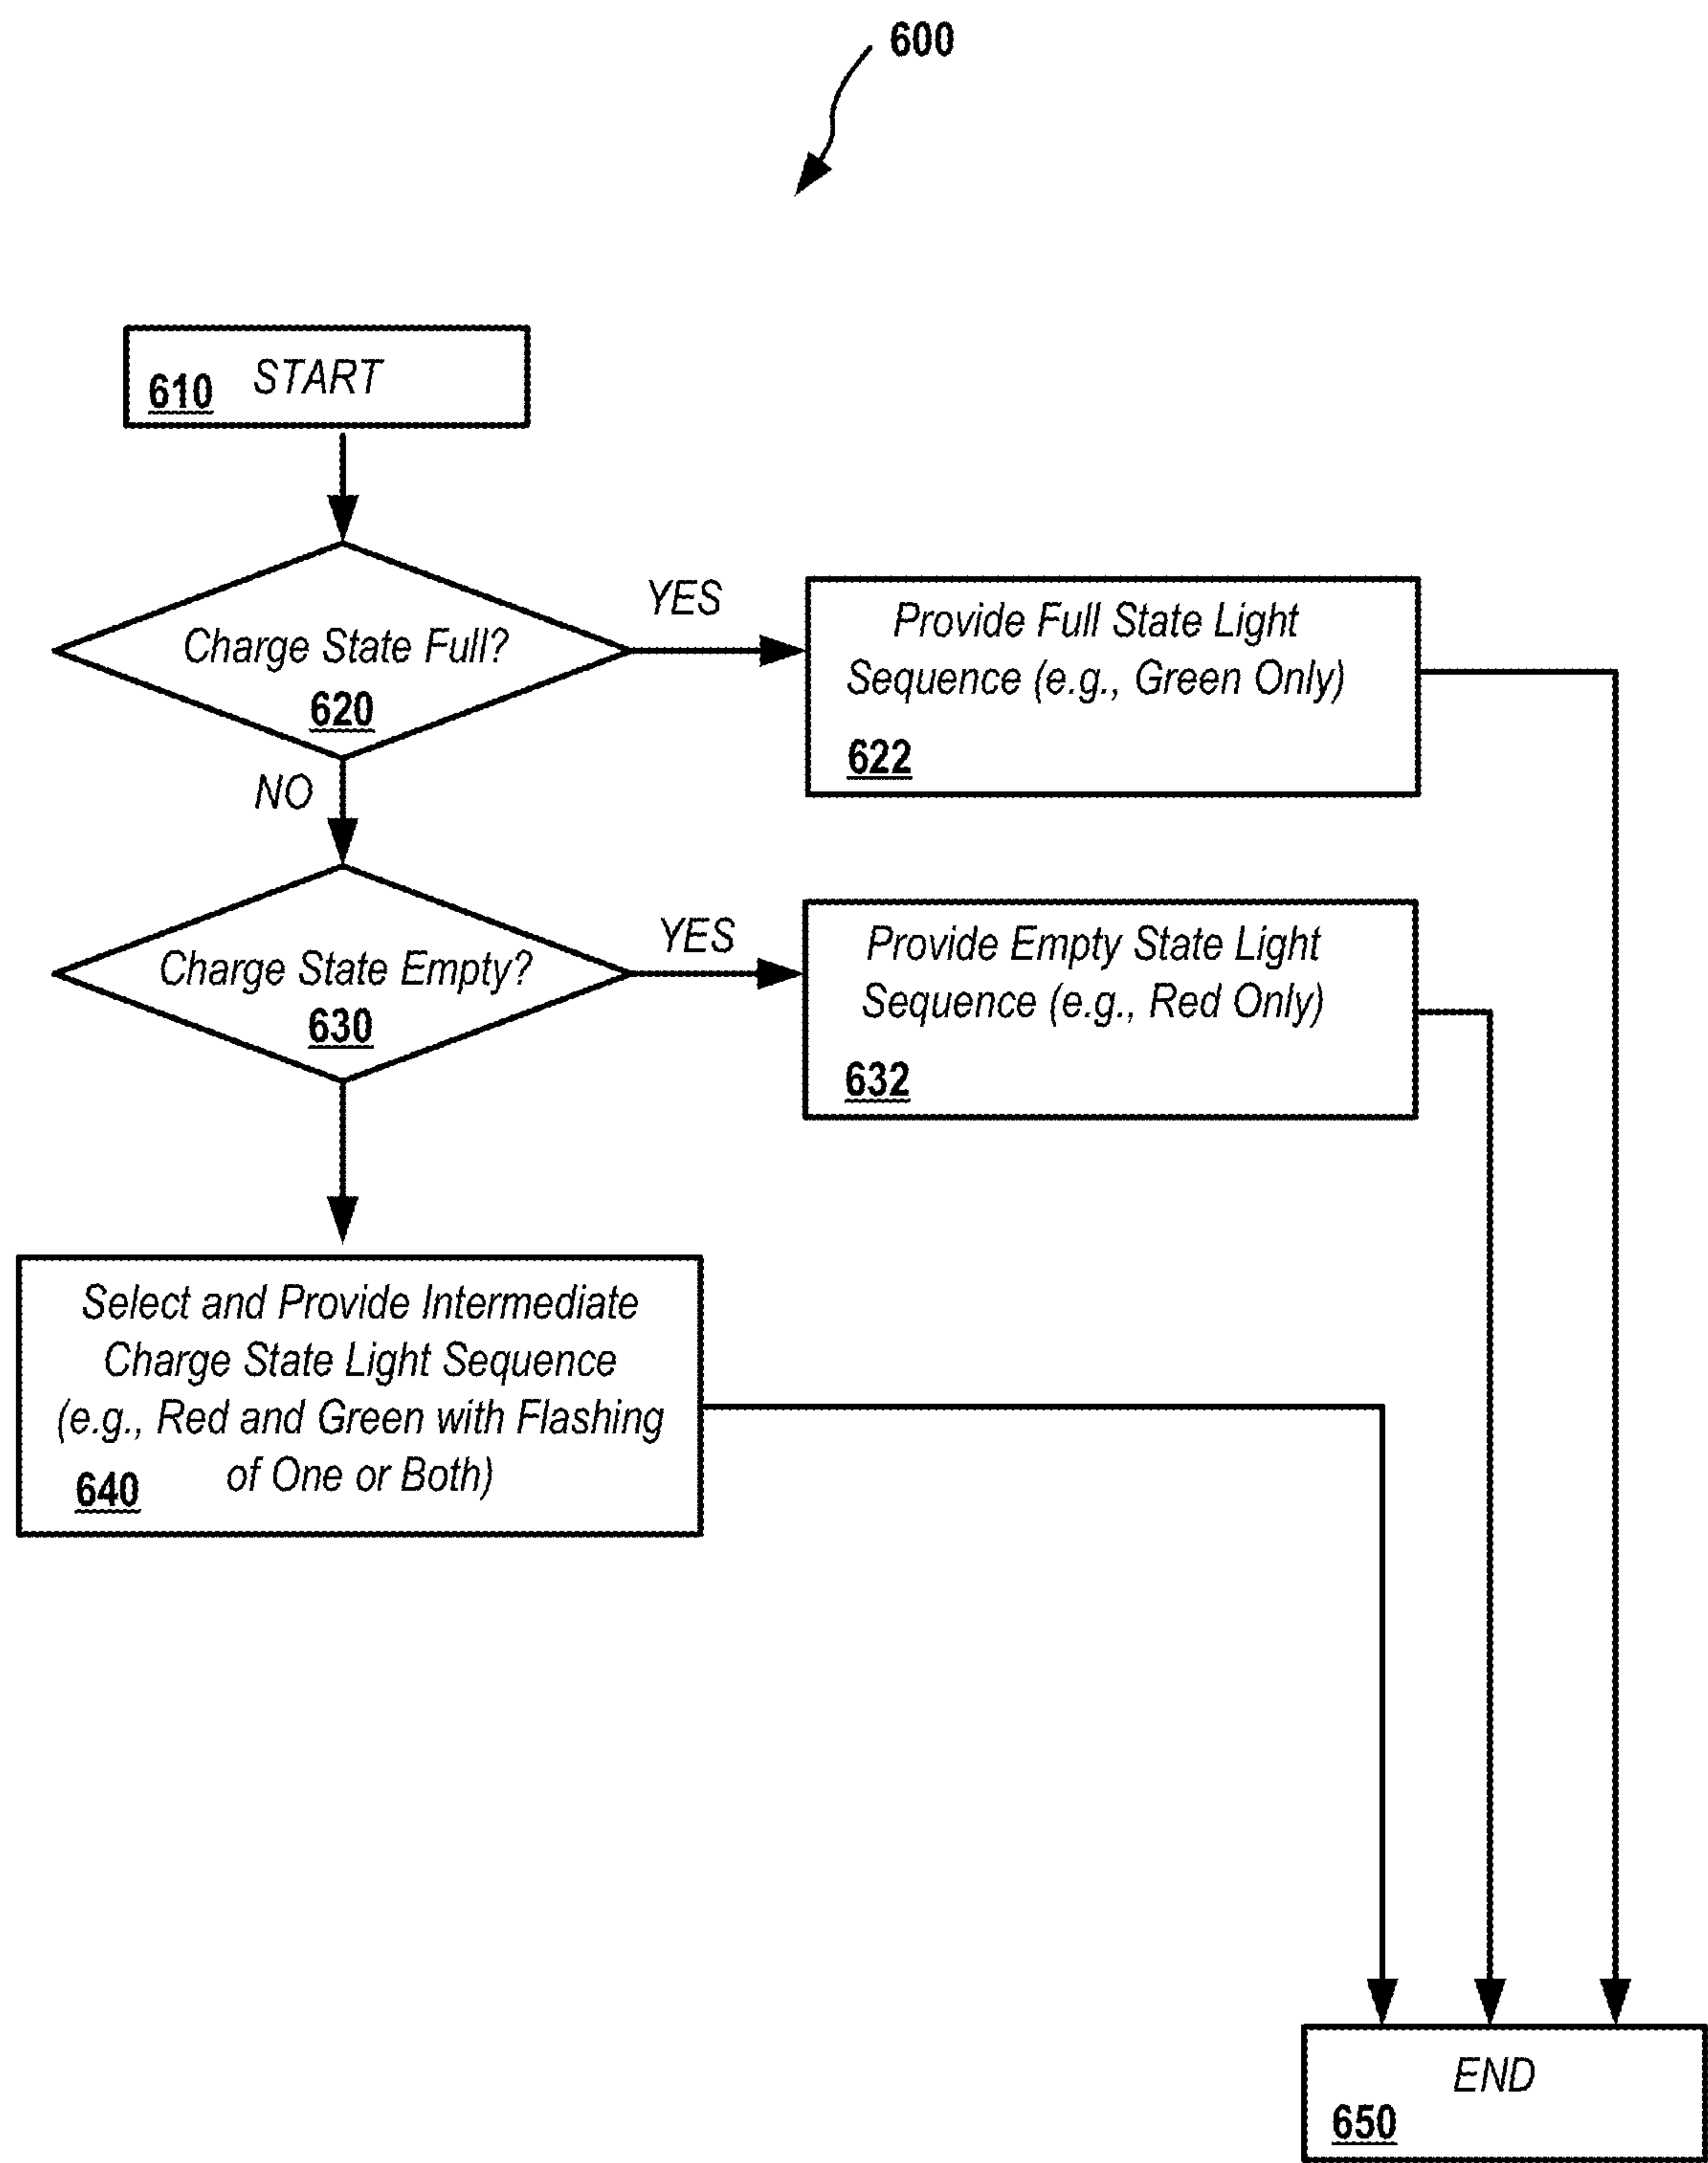 600
START
610
Charge State Full?
620
YES
Provide Full State Light
Sequence (e.g., Green Only)
622
NO
Charge State Empty?
630
YES
Provide Empty State Light
Sequence (e.g., Red Only)
632
Select and Provide Intermediate
Charge State Light Sequence
(e.g., Red and Green with Flashing
of One or Both)
640
END
650